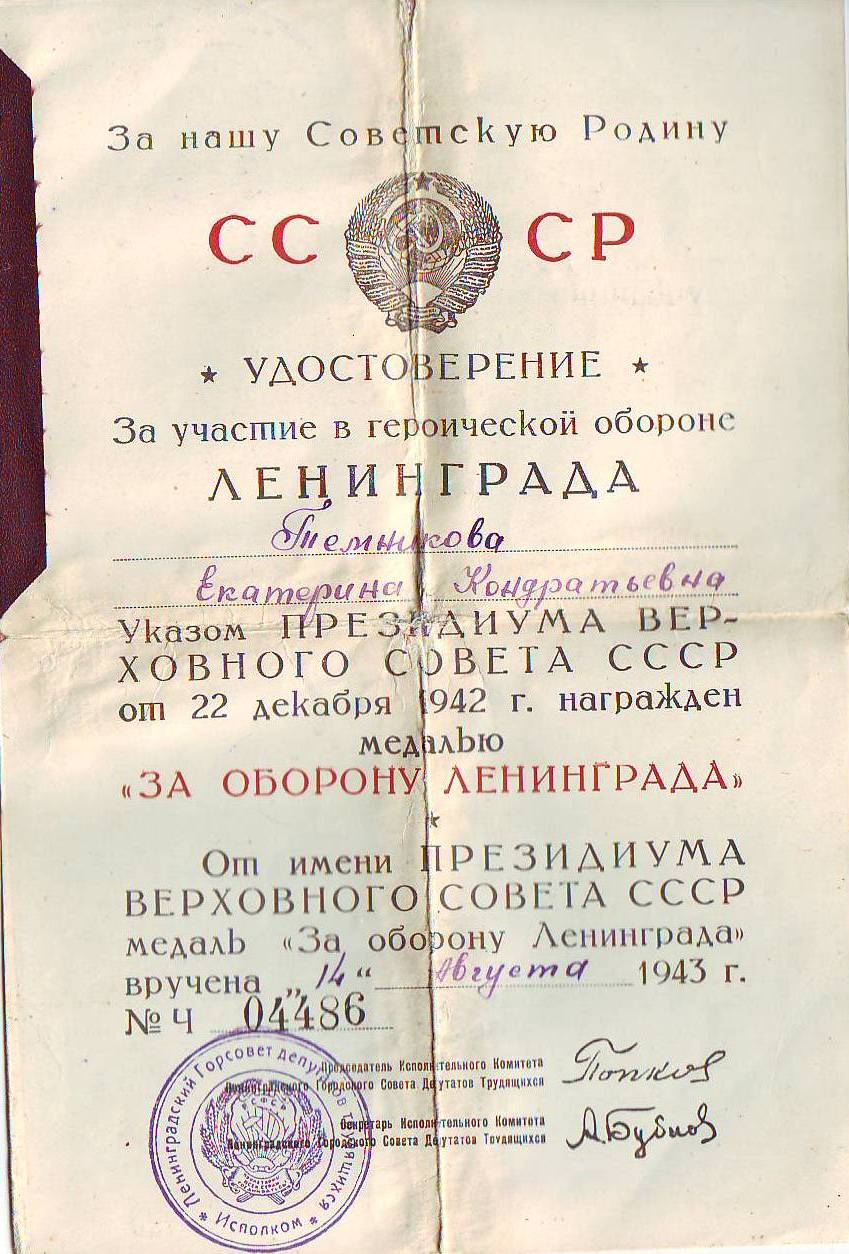 За нашу Советскую Родину
СССР
★ УДОСТОВЕРЕНИЕ ★
За участие в героической обороне
ЛЕНИНГРАДА
Темникова
Екатерина Кондратьевна
Указом ПРЕЗИДИУМА ВЕР-
ХОВНОГО СОВЕТА СССР
от 22 декабря 1942 г. награжден
медалью
«ЗА ОБОРОНУ ЛЕНИНГРАДА»
★
От имени ПРЕЗИДИУМА
ВЕРХОВНОГО СОВЕТА СССР
медаль «За оборону Ленинграда»
вручена „14“ августа 1943 г.
№ Ч 04486
Председатель Исполнительного Комитета
Ленинградского Городского Совета Депутатов Трудящихся
Попков
Секретарь Исполнительного Комитета
Ленинградского Городского Совета Депутатов Трудящихся
А. Бубнов
Ленинградский Горсовет депутатов трудящихся
★ Исполком ★
РСФСР